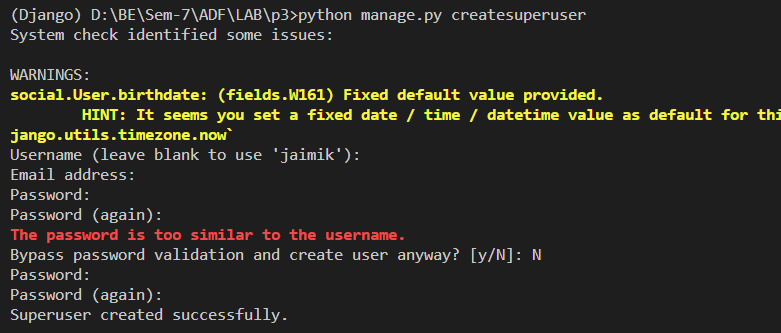 (Django) D:\BE\Sem-7\ADF\LAB\p3>python manage.py createsuperuser
System check identified some issues:
WARNINGS:
social.User.birthdate: (fields.W161) Fixed default value provided.
HINT: It seems you set a fixed date / time / datetime value as default for thi
jango.utils.timezone.now`
Username (leave blank to use 'jaimik'):
Email address:
Password:
Password (again):
The password is too similar to the username.
Bypass password validation and create user anyway? [y/N]: N
Password:
Password (again):
Superuser created successfully.